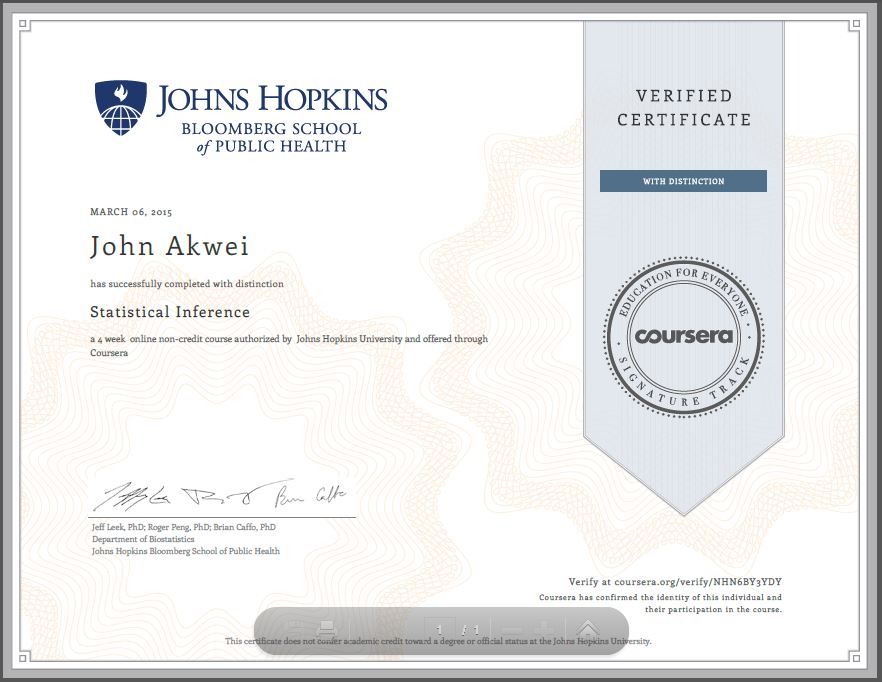 JOHNS HOPKINS
BLOOMBERG SCHOOL
of PUBLIC HEALTH
VERIFIED
CERTIFICATE
WITH DISTINCTION
MARCH 06, 2015
John Akwei
has successfully completed with distinction
Statistical Inference
a 4 week online non-credit course authorized by Johns Hopkins University and offered through
Coursera
EDUCATION FOR EVERYONE
coursera
SIGNATURE TRACK
Jeff Leek, PhD; Roger Peng, PhD; Brian Caffo, PhD
Department of Biostatistics
Johns Hopkins Bloomberg School of Public Health
Verify at coursera.org/verify/NHN6BY3YDY
Coursera has confirmed the identity of this individual and
their participation in the course.
1 / 1
This certificate does not confer academic credit toward a degree or official status at the Johns Hopkins University.